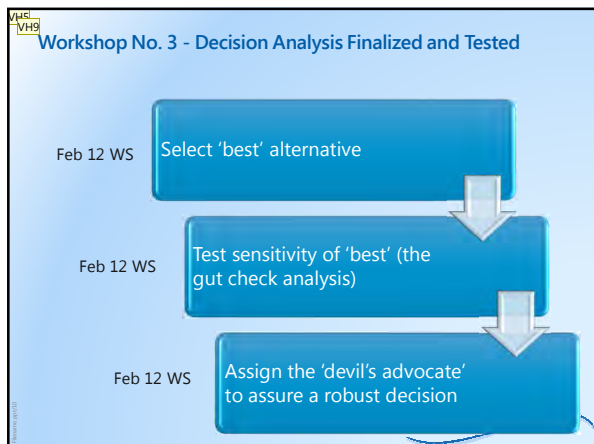 VH5
VH9
Workshop No. 3 - Decision Analysis Finalized and Tested
Feb 12 WS
Select ‘best’ alternative
Feb 12 WS
Test sensitivity of ‘best’ (the
gut check analysis)
Feb 12 WS
Assign the ‘devil’s advocate’
to assure a robust decision